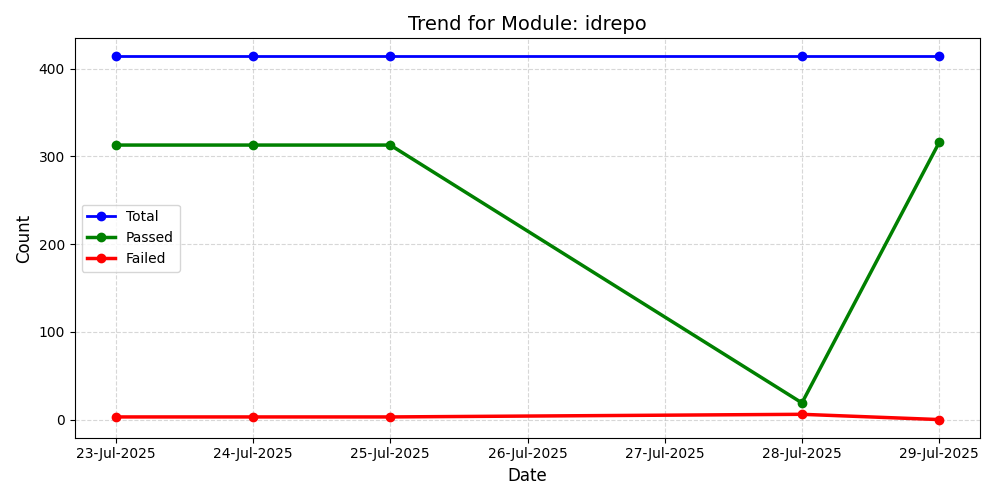 Trend for Module: idrepo
Count
400
300
200
100
0
Total
Passed
Failed
23-Jul-2025
24-Jul-2025
25-Jul-2025
26-Jul-2025
27-Jul-2025
28-Jul-2025
29-Jul-2025
Date